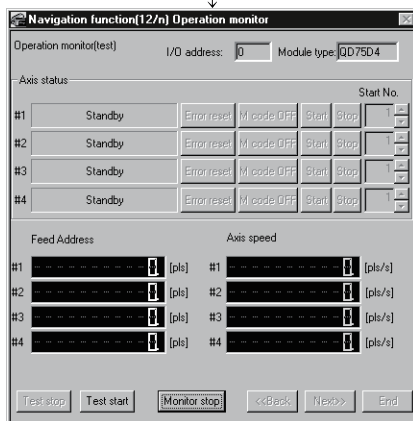 Navigation function(12/n) Operation monitor
Operation monitor(test) I/O address: 0 Module type: QD75D4
Axis status
Start No.
#1 Standby Error reset M code OFF Start Stop 1
#2 Standby Error reset M code OFF Start Stop 1
#3 Standby Error reset M code OFF Start Stop 1
#4 Standby Error reset M code OFF Start Stop 1
Feed Address Axis speed
#1 0 [pls] #1 0 [pls/s]
#2 0 [pls] #2 0 [pls/s]
#3 0 [pls] #3 0 [pls/s]
#4 0 [pls] #4 0 [pls/s]
Test stop Test start Monitor stop <<Back Next>> End